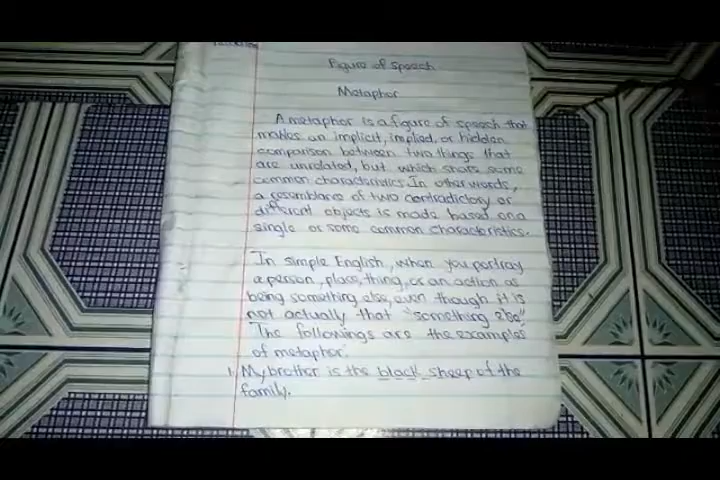 Figure of Speech
Metaphor
A metaphor is a figure of speech that
makes an implicit, implied, or hidden
comparison between two things that
are unrelated, but which shars some
common characteristics. In other words,
a resemblance of two contradictory or
different objects is made based on a
single or some common characteristics.
In simple English, when you portray
a person, place, thing, or an action as
being something else, even though it is
not actually that "something else",
The followings are the examples
of metaphor.
1. My brother is the black sheep of the
family.